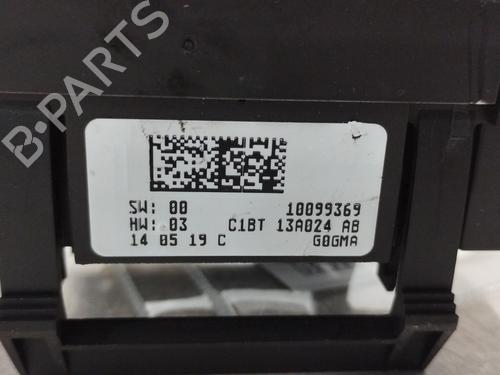 B-PARTS
SW: 00 10099369
HW: 03 C1BT 13A024 AB
14 05 19 C G0GMA